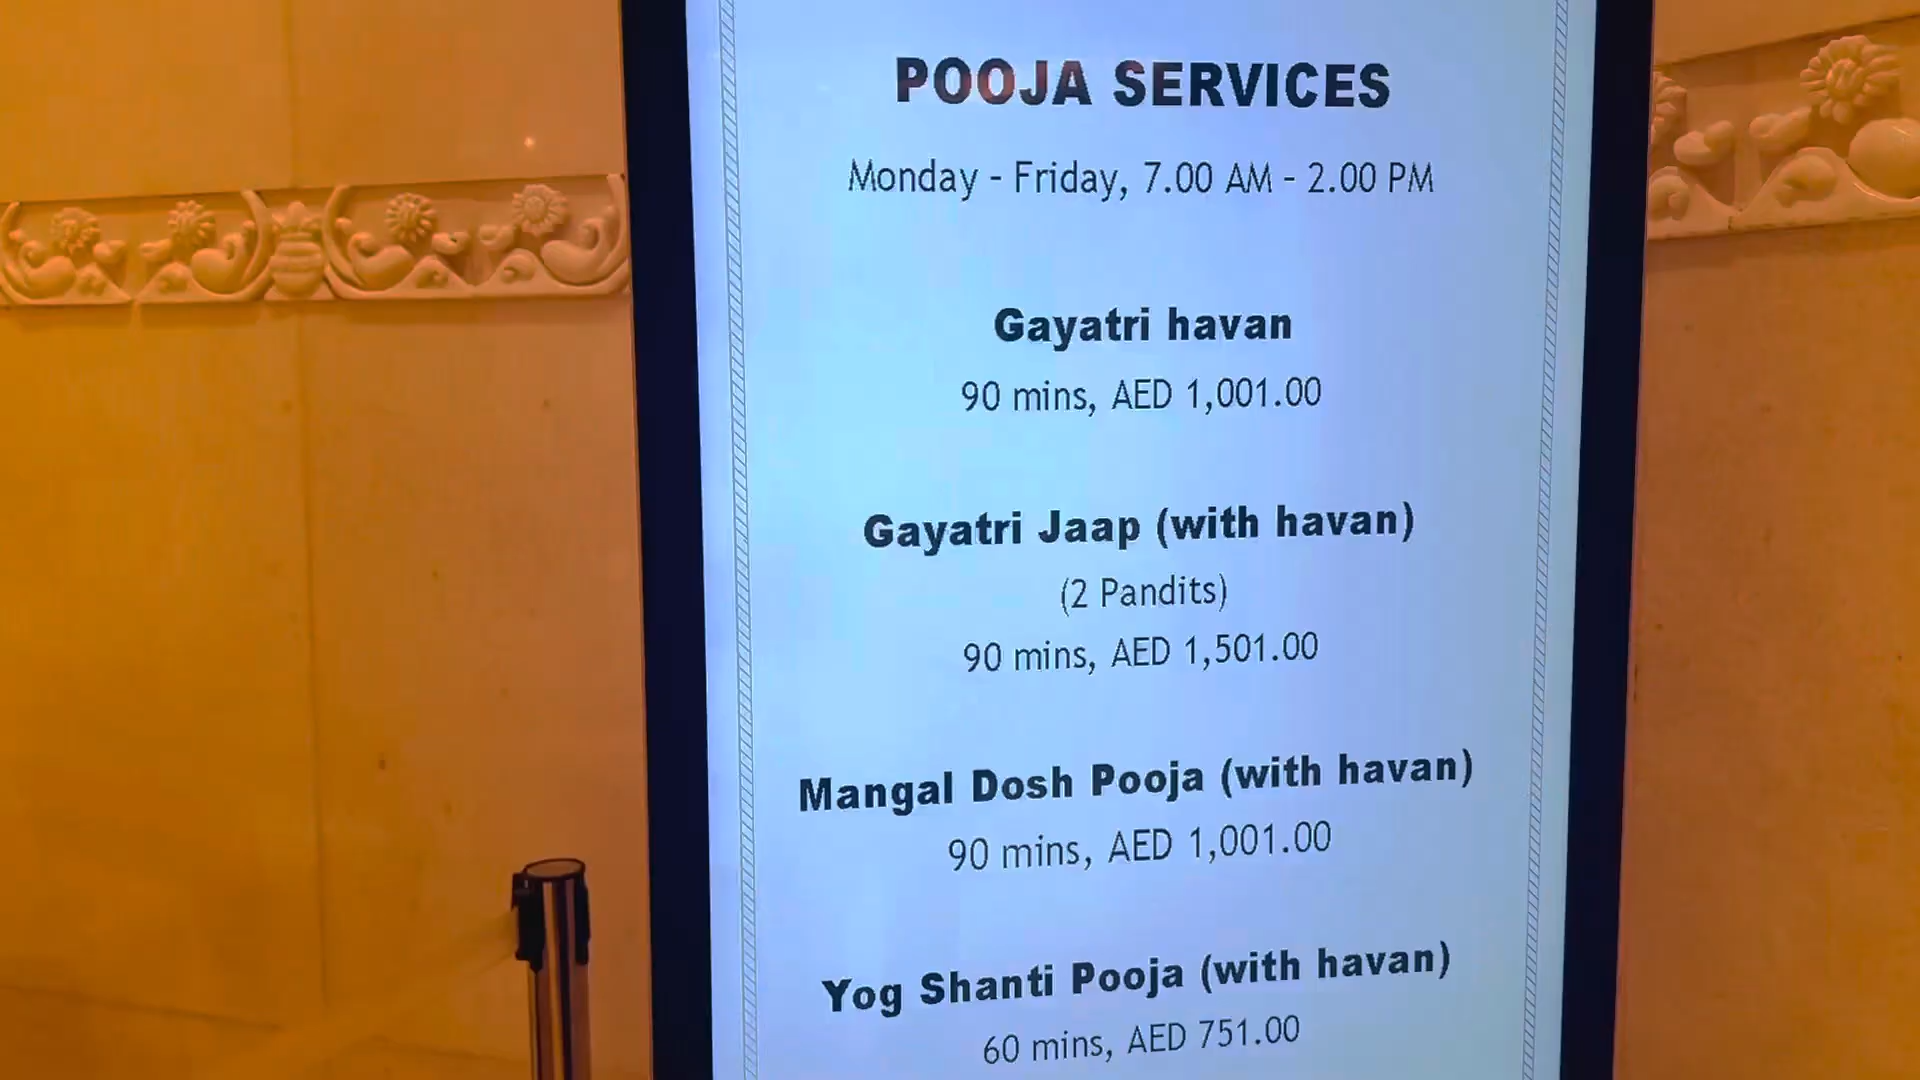 POOJA SERVICES
Monday - Friday, 7.00 AM - 2.00 PM
Gayatri havan
90 mins, AED 1,001.00
Gayatri Jaap (with havan)
(2 Pandits)
90 mins, AED 1,501.00
Mangal Dosh Pooja (with havan)
90 mins, AED 1,001.00
Yog Shanti Pooja (with havan)
60 mins, AED 751.00